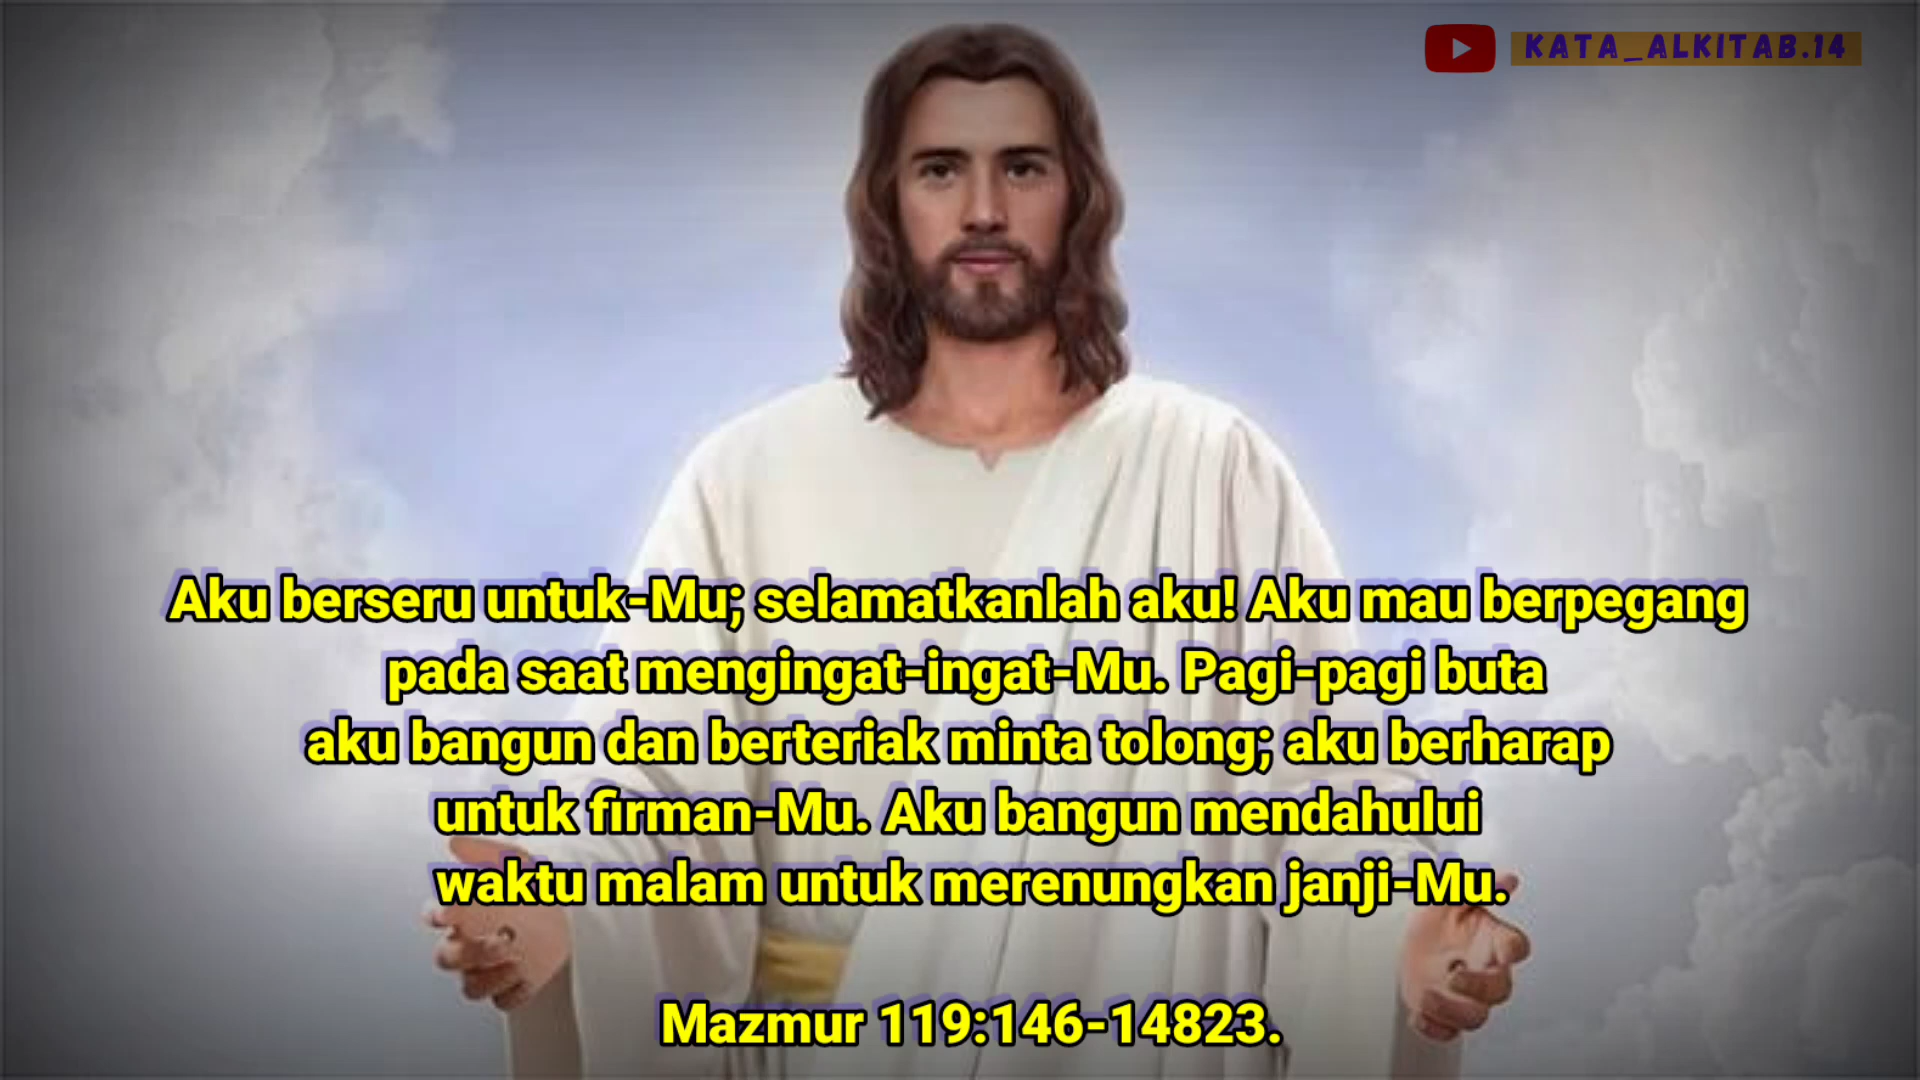 KATA_ALKITAB.14
Aku berseru untuk-Mu; selamatkanlah aku! Aku mau berpegang
pada saat mengingat-ingat-Mu. Pagi-pagi buta
aku bangun dan berteriak minta tolong; aku berharap
untuk firman-Mu. Aku bangun mendahului
waktu malam untuk merenungkan janji-Mu.
Mazmur 119:146-14823.